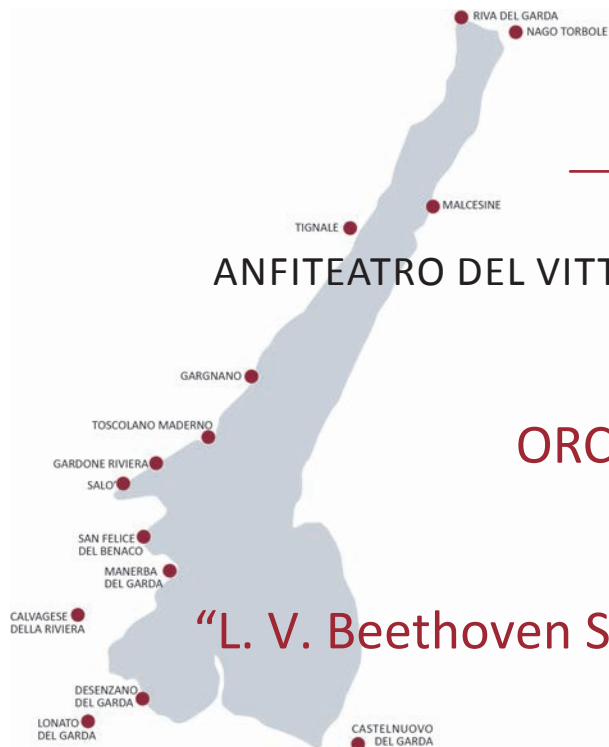 RIVA DEL GARDA
NAGO TORBOLE
MALCESINE
TIGNALE
ANFITEATRO DEL VITT
GARGNANO
TOSCOLANO MADERNO
ORC
GARDONE RIVIERA
SALO'
SAN FELICE
DEL BENACO
MANERBA
DEL GARDA
CALVAGESE
DELLA RIVIERA
“L. V. Beethoven S
DESENZANO
DEL GARDA
LONATO
DEL GARDA
CASTELNUOVO
DEL GARDA